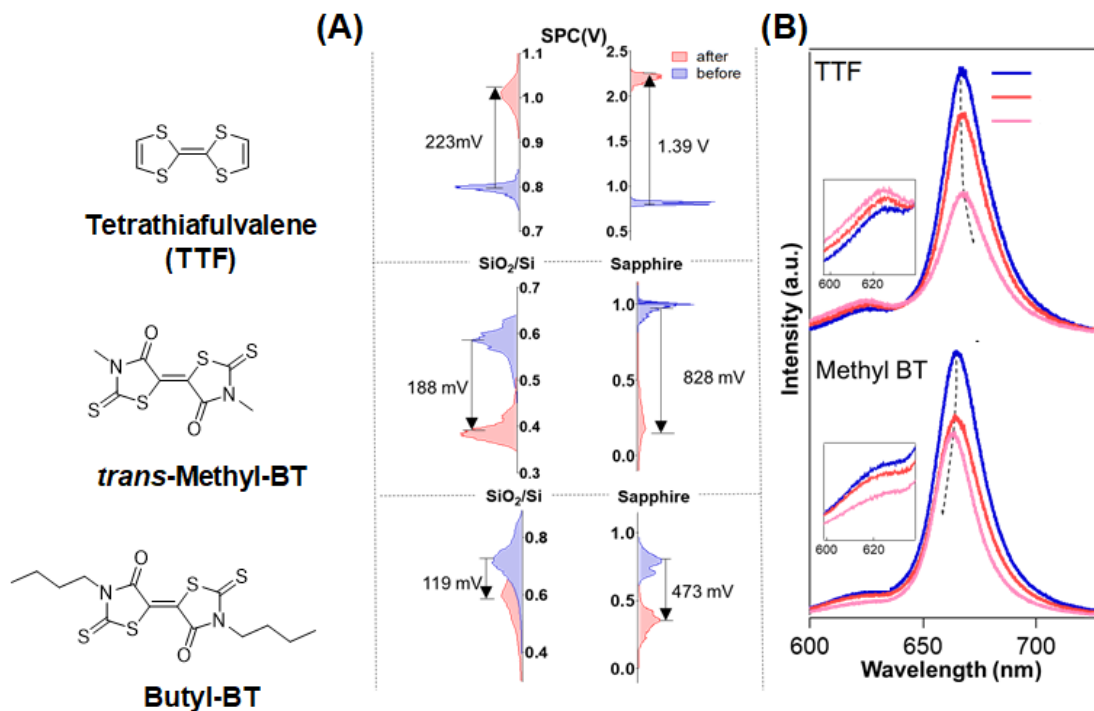 (A)
(B)
SPC(V)
after
before
1.1
1.0
0.9
0.8
0.7
223mV
2.5
2.0
1.5
1.0
0.5
1.39 V
S
S
S
S
Tetrathiafulvalene
(TTF)
SiO₂/Si
Sapphire
0.7
0.6
0.5
0.4
0.3
188 mV
1.0
0.5
0.0
828 mV
O
S
S
N
N
S
S
O
trans-Methyl-BT
SiO₂/Si
Sapphire
0.8
0.6
0.4
119 mV
1.0
0.5
0.0
473 mV
O
S
S
N
N
S
S
O
Butyl-BT
TTF
600
620
Methyl BT
600
620
Intensity (a.u.)
600
650
700
Wavelength (nm)